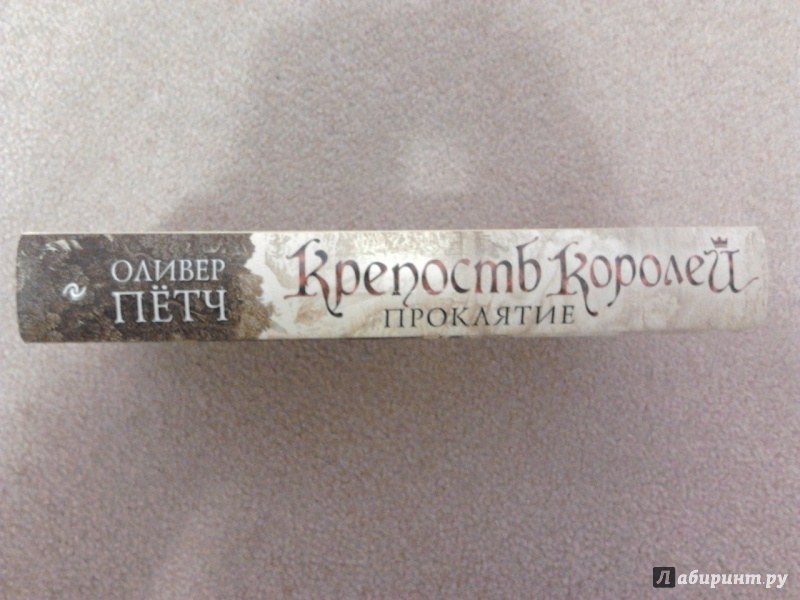 ОЛИВЕР
ПЁТЧ
Крепость Королей
ПРОКЛЯТИЕ
Лабиринт.ру